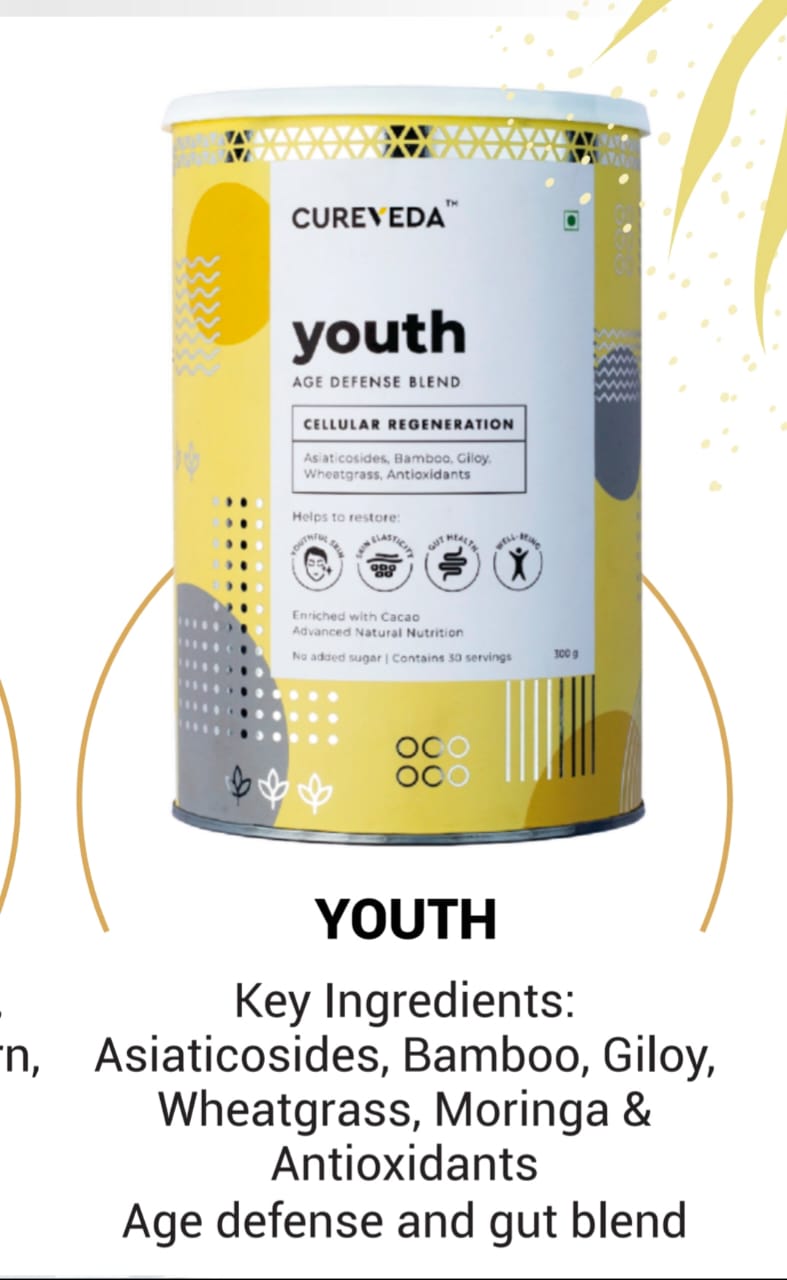 CUREVEDA™
youth
AGE DEFENSE BLEND
CELLULAR REGENERATION
Asiaticosides, Bamboo, Giloy,
Wheatgrass, Antioxidants
Helps to restore:
YOUTHFUL SKIN
SKIN ELASTICITY
GUT HEALTH
WELL-BEING
Enriched with Cacao
Advanced Natural Nutrition
No added sugar | Contains 30 servings 300 g
YOUTH
Key Ingredients:
rn, Asiaticosides, Bamboo, Giloy,
Wheatgrass, Moringa &
Antioxidants
Age defense and gut blend